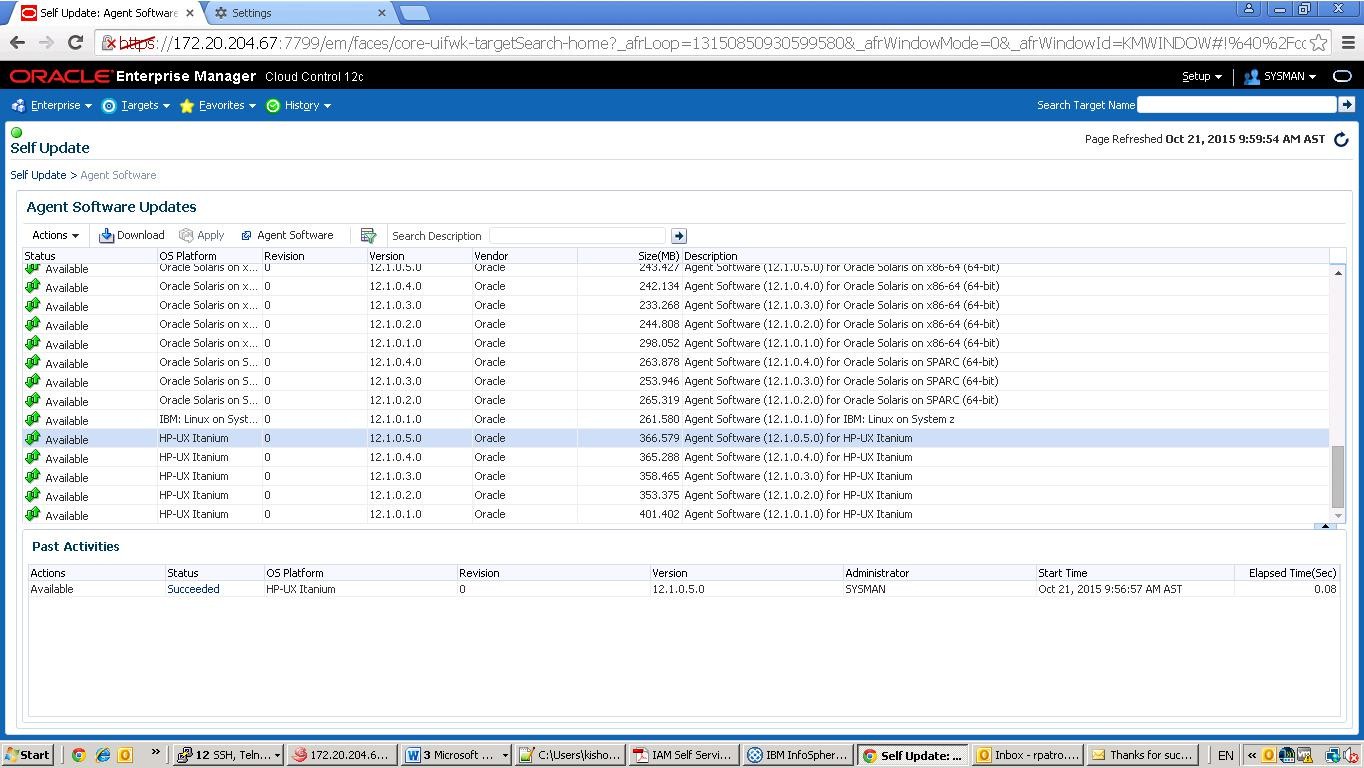 Self Update: Agent Software
Settings
https://172.20.204.67:7799/em/faces/core-uifwk-targetSearch-home?_afrLoop=1315085093059953​0&_afrWindowMode=0&_afrWindowId=KMWINDOW#!%40%2Fcc
ORACLE Enterprise Manager Cloud Control 12c
Setup SYSMAN
Enterprise Targets Favorites History Search Target Name
Page Refreshed Oct 21, 2015 9:59:54 AM AST
Self Update
Self Update > Agent Software
Agent Software Updates
Actions Download Apply Agent Software Search Description
Status OS Platform Revision Version Vendor Size(MB) Description
Available Oracle Solaris on x... 0 12.1.0.5.0 Oracle 243.427 Agent Software (12.1.0.5.0) for Oracle Solaris on x86-64 (64-bit)
Available Oracle Solaris on x... 0 12.1.0.4.0 Oracle 242.134 Agent Software (12.1.0.4.0) for Oracle Solaris on x86-64 (64-bit)
Available Oracle Solaris on x... 0 12.1.0.3.0 Oracle 233.268 Agent Software (12.1.0.3.0) for Oracle Solaris on x86-64 (64-bit)
Available Oracle Solaris on x... 0 12.1.0.2.0 Oracle 244.808 Agent Software (12.1.0.2.0) for Oracle Solaris on x86-64 (64-bit)
Available Oracle Solaris on x... 0 12.1.0.1.0 Oracle 298.052 Agent Software (12.1.0.1.0) for Oracle Solaris on x86-64 (64-bit)
Available Oracle Solaris on S... 0 12.1.0.4.0 Oracle 263.878 Agent Software (12.1.0.4.0) for Oracle Solaris on SPARC (64-bit)
Available Oracle Solaris on S... 0 12.1.0.3.0 Oracle 253.946 Agent Software (12.1.0.3.0) for Oracle Solaris on SPARC (64-bit)
Available Oracle Solaris on S... 0 12.1.0.2.0 Oracle 265.319 Agent Software (12.1.0.2.0) for Oracle Solaris on SPARC (64-bit)
Available IBM: Linux on Syst... 0 12.1.0.1.0 Oracle 261.580 Agent Software (12.1.0.1.0) for IBM: Linux on System z
Available HP-UX Itanium 0 12.1.0.5.0 Oracle 366.579 Agent Software (12.1.0.5.0) for HP-UX Itanium
Available HP-UX Itanium 0 12.1.0.4.0 Oracle 365.288 Agent Software (12.1.0.4.0) for HP-UX Itanium
Available HP-UX Itanium 0 12.1.0.3.0 Oracle 358.465 Agent Software (12.1.0.3.0) for HP-UX Itanium
Available HP-UX Itanium 0 12.1.0.2.0 Oracle 353.375 Agent Software (12.1.0.2.0) for HP-UX Itanium
Available HP-UX Itanium 0 12.1.0.1.0 Oracle 401.402 Agent Software (12.1.0.1.0) for HP-UX Itanium
Past Activities
Actions Status OS Platform Revision Version Administrator Start Time Elapsed Time(Sec)
Available Succeeded HP-UX Itanium 0 12.1.0.5.0 SYSMAN Oct 21, 2015 9:56:57 AM AST 0.08
Start 12 SSH, Teln... 172.20.204.6... 3 Microsoft ... C:\Users\kisho... IAM Self Servi... IBM InfoSpher... Self Update: ... Inbox - rpatro.... Thanks for suc... EN